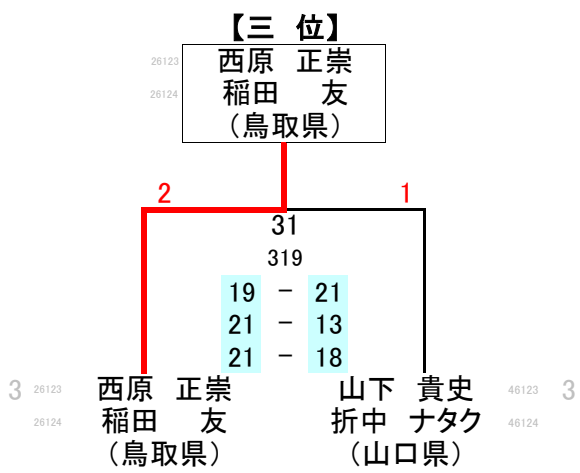 【三 位】
26123 西原 正崇
26124 稲田 友
（鳥取県）
2 1
31
319
19 － 21
21 － 13
21 － 18
3 26123 西原 正崇 山下 貴史 46123 3
26124 稲田 友 折中 ナタク 46124
（鳥取県） （山口県）